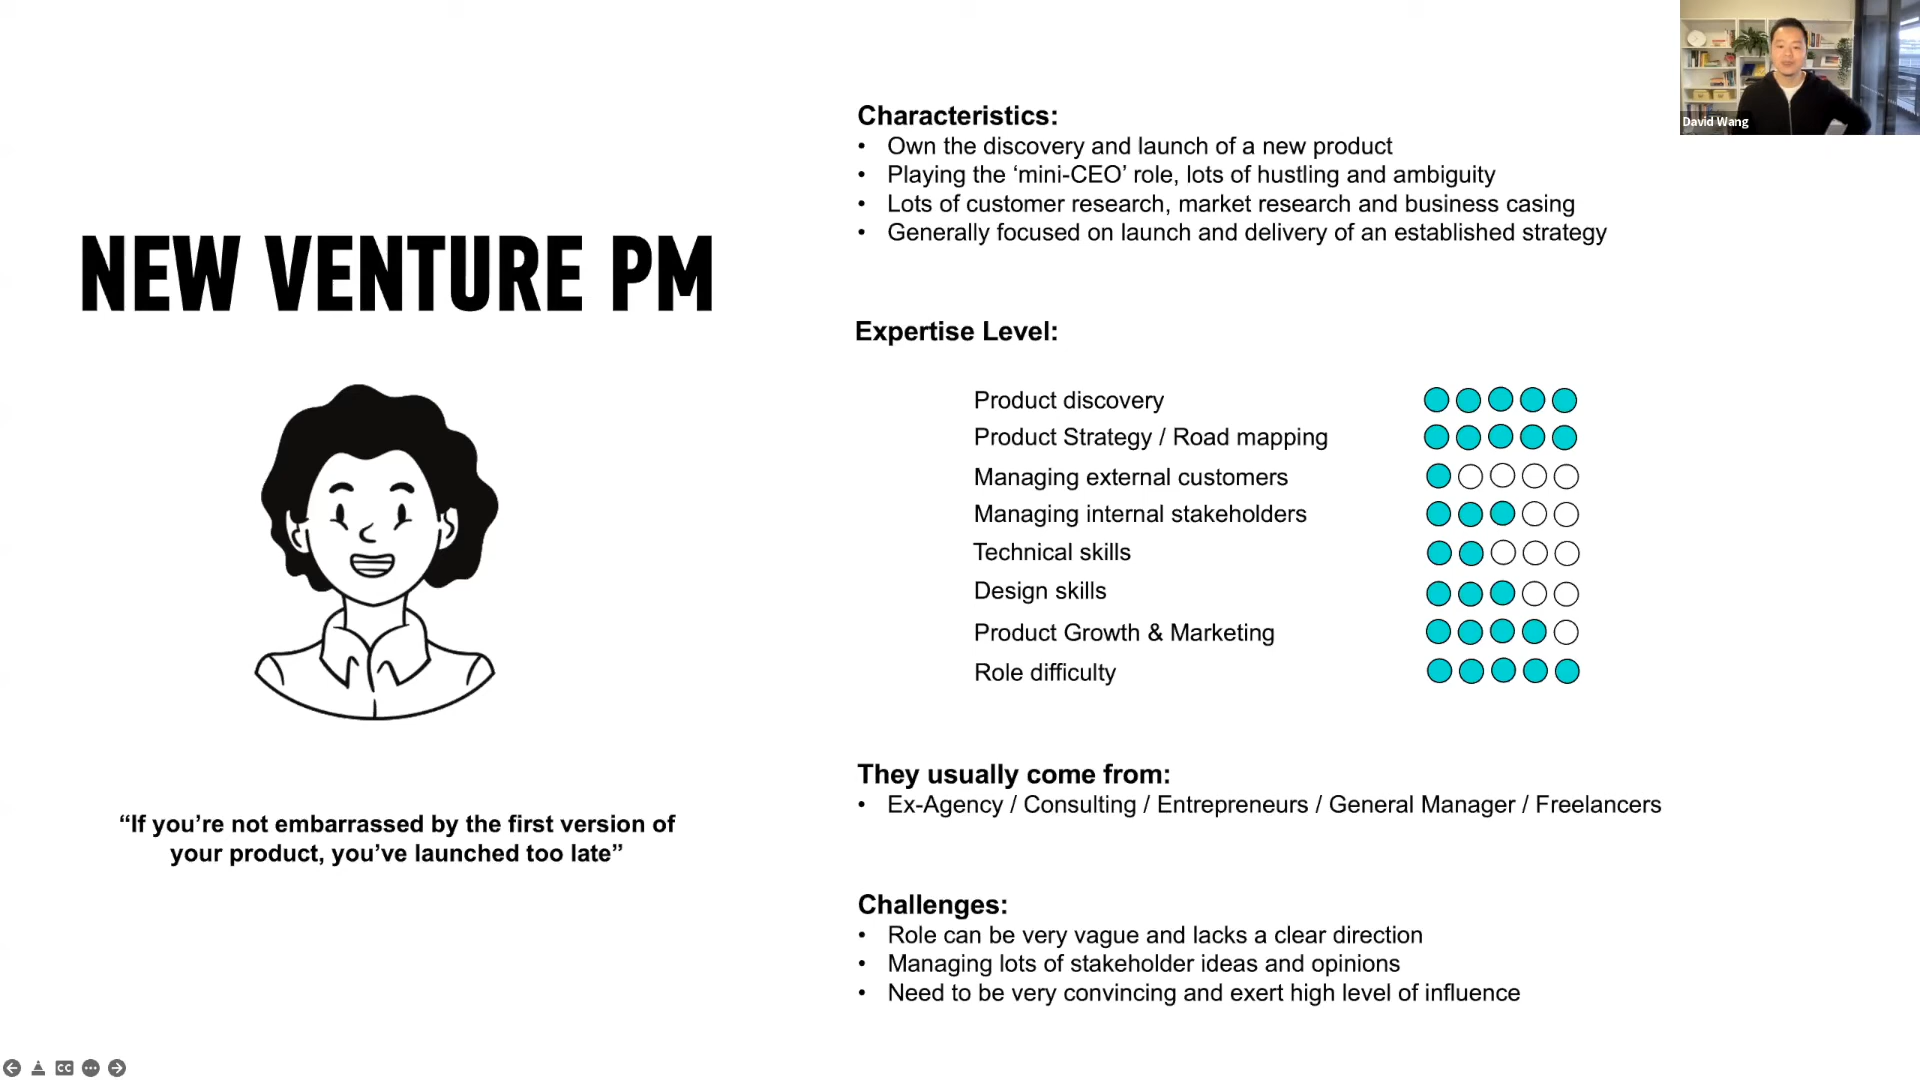 David Wang
NEW VENTURE PM
“If you’re not embarrassed by the first version of
your product, you’ve launched too late”
Characteristics:
• Own the discovery and launch of a new product
• Playing the ‘mini-CEO’ role, lots of hustling and ambiguity
• Lots of customer research, market research and business casing
• Generally focused on launch and delivery of an established strategy
Expertise Level:
Product discovery
Product Strategy / Road mapping
Managing external customers
Managing internal stakeholders
Technical skills
Design skills
Product Growth & Marketing
Role difficulty
They usually come from:
• Ex-Agency / Consulting / Entrepreneurs / General Manager / Freelancers
Challenges:
• Role can be very vague and lacks a clear direction
• Managing lots of stakeholder ideas and opinions
• Need to be very convincing and exert high level of influence
CC